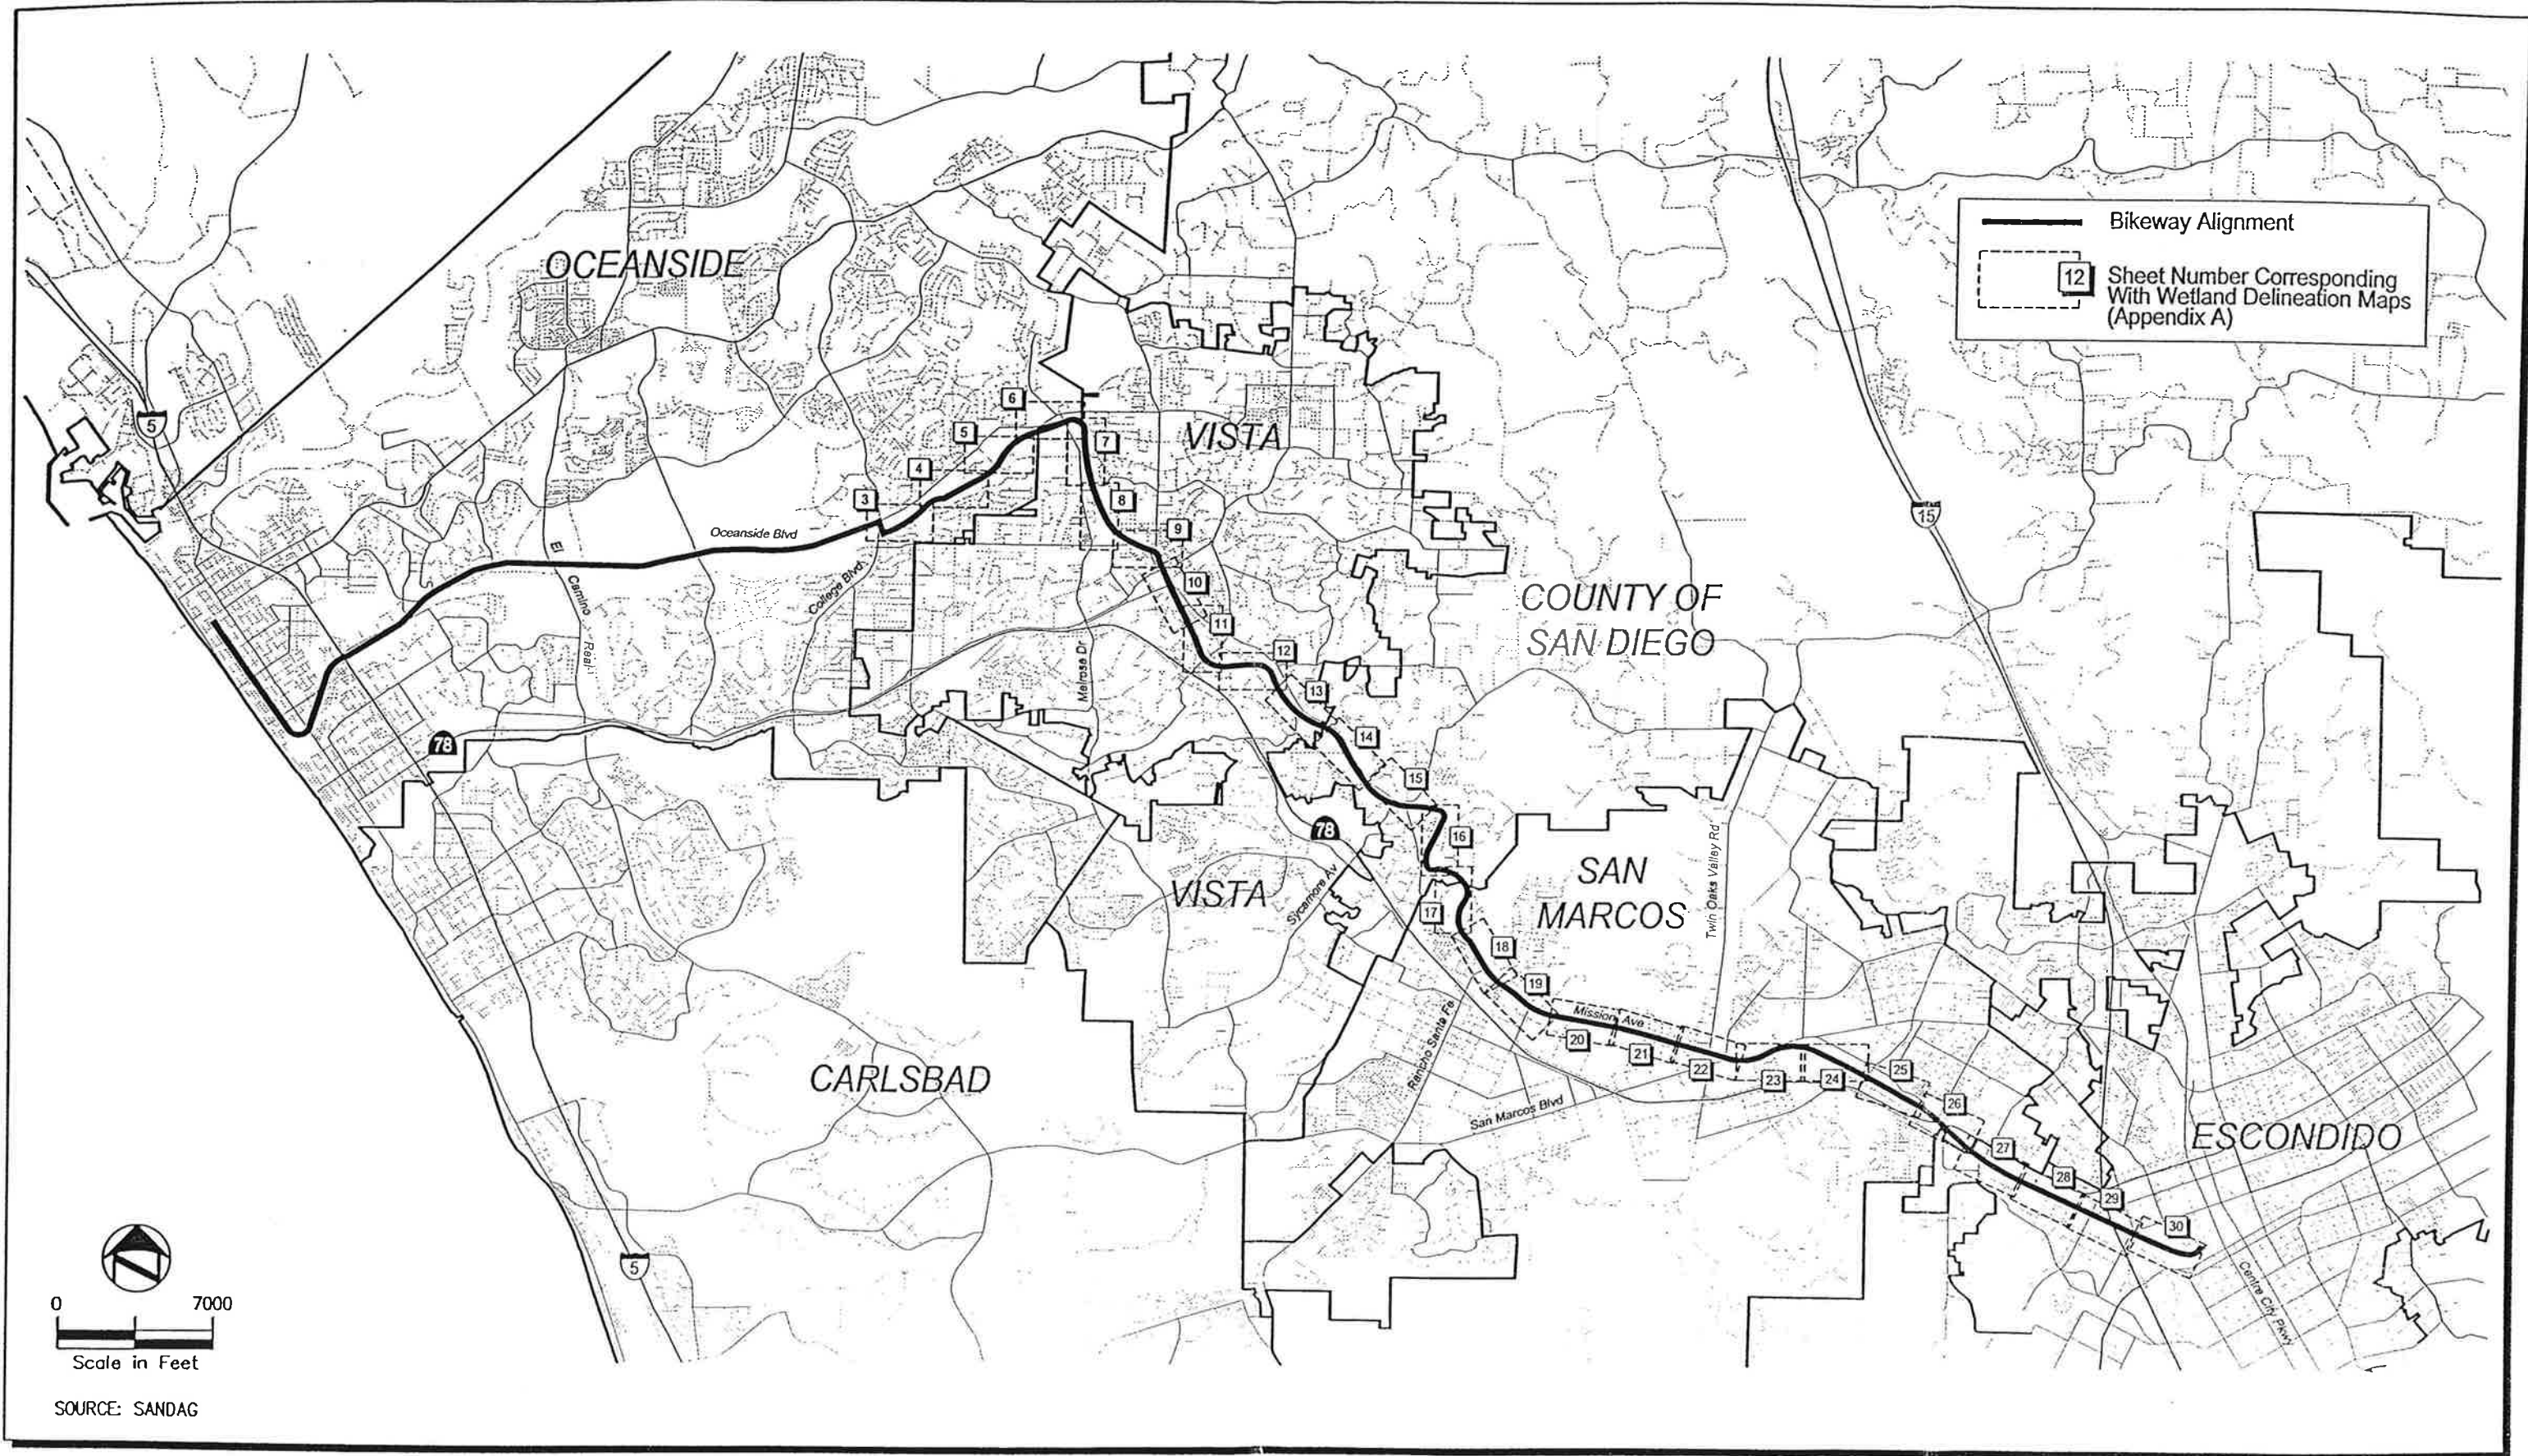 OCEANSIDE
Bikeway Alignment
12
Sheet Number Corresponding
With Wetland Delineation Maps
(Appendix A)
5
6
5
7
VISTA
4
3
8
15
Oceanside Blvd
9
El
Camino
Real
College Blvd
10
11
COUNTY OF
SAN DIEGO
12
Melrose Dr
13
14
78
15
78
16
Twin Oaks Valley Rd
SAN
MARCOS
VISTA
Sycamore Av
17
18
19
Mission Ave
20
21
22
23
24
25
26
Rancho Santa Fe
CARLSBAD
San Marcos Blvd
ESCONDIDO
27
28
29
30
Centre City Pkwy
5
0
7000
Scale in Feet
SOURCE: SANDAG